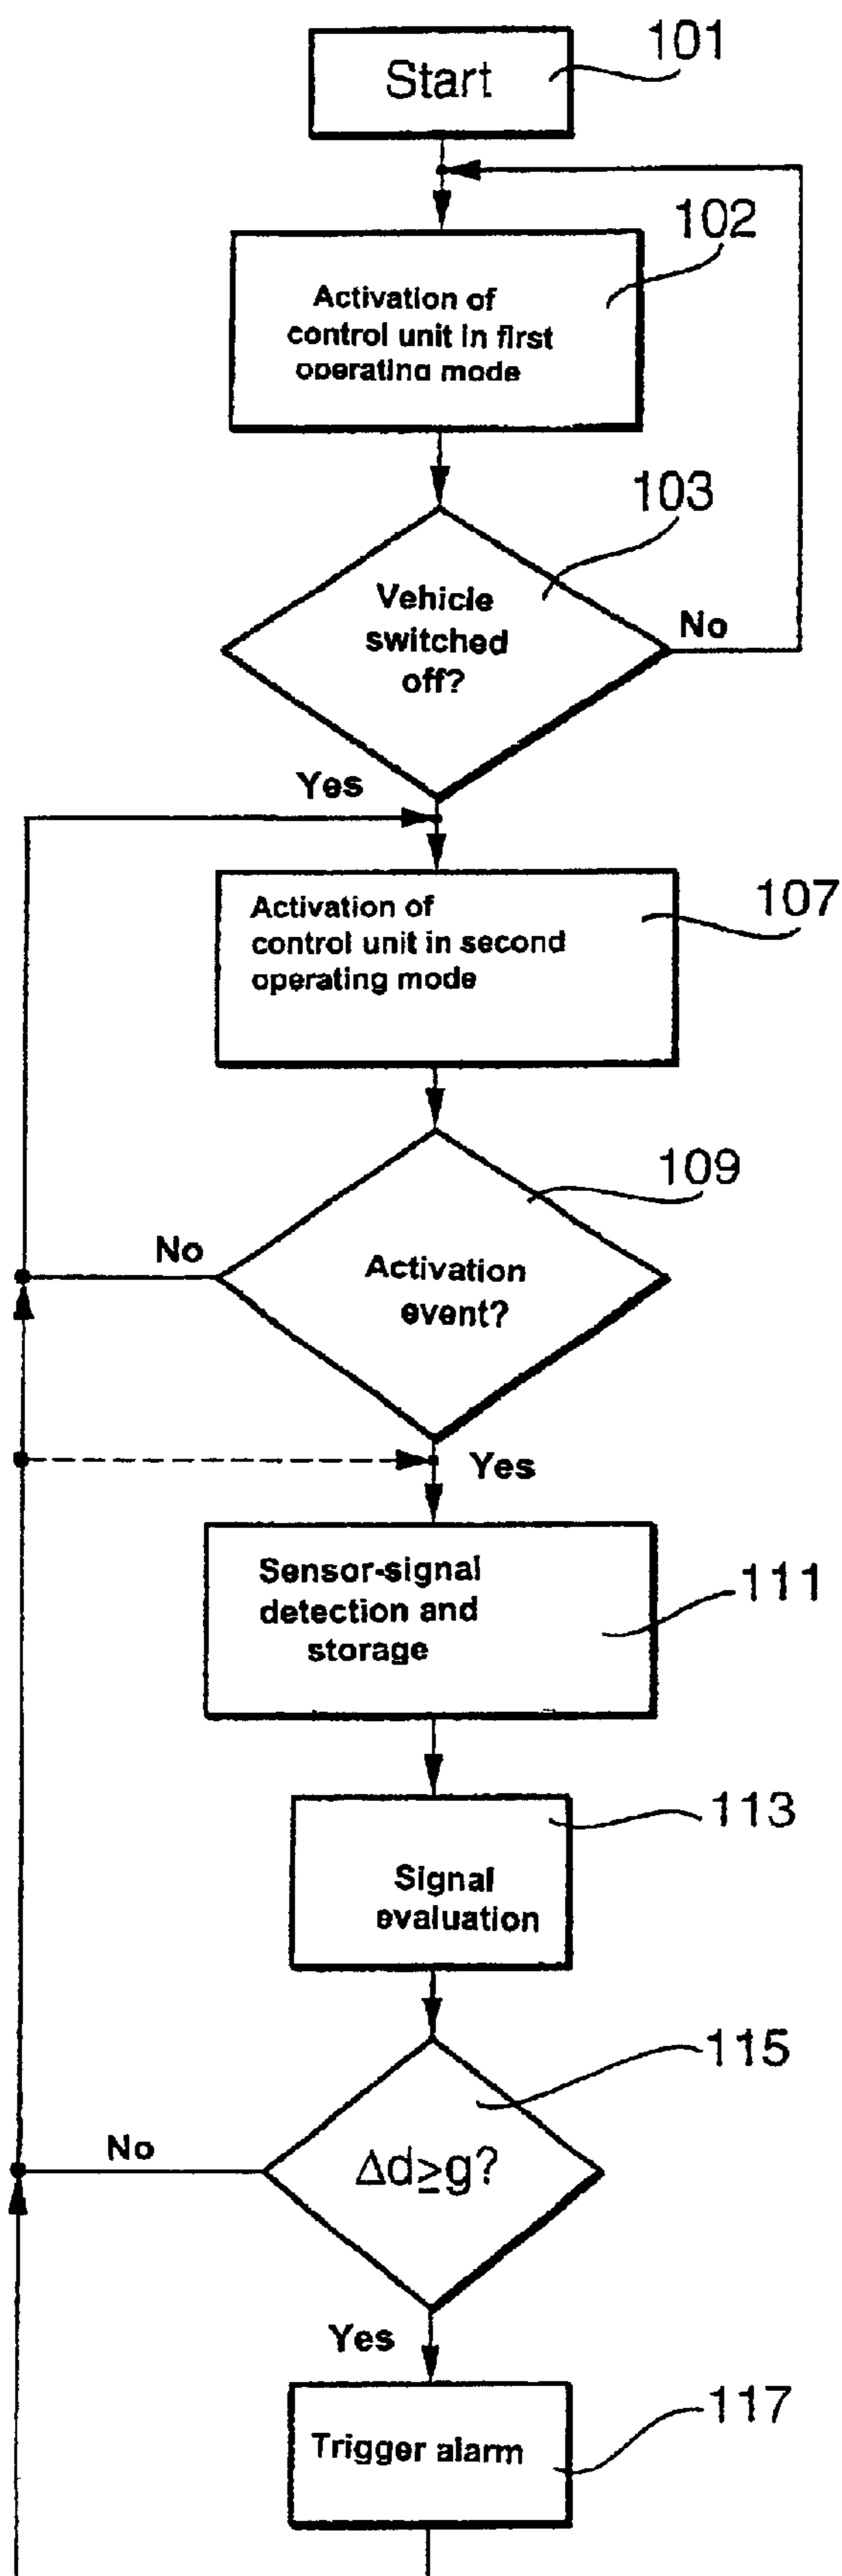 101
Start
102
Activation of
control unit in first
operating mode
103
Vehicle
switched
off?
No
Yes
107
Activation of
control unit in second
operating mode
109
No
Activation
event?
Yes
111
Sensor-signal
detection and
storage
113
Signal
evaluation
115
No
Δd≥g?
Yes
117
Trigger alarm